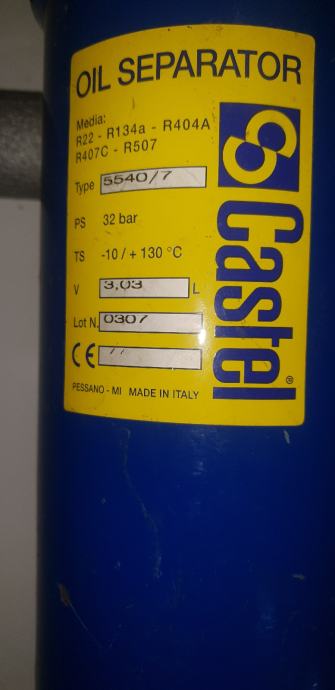 OIL SEPARATOR
Media:
R22 - R134a - R404A
R407C - R507
Type 5540/7
PS 32 bar
TS -10 / + 130 °C
V 3,03 L
Lot N. 0307
CE
PESSANO - MI MADE IN ITALY
Castel®